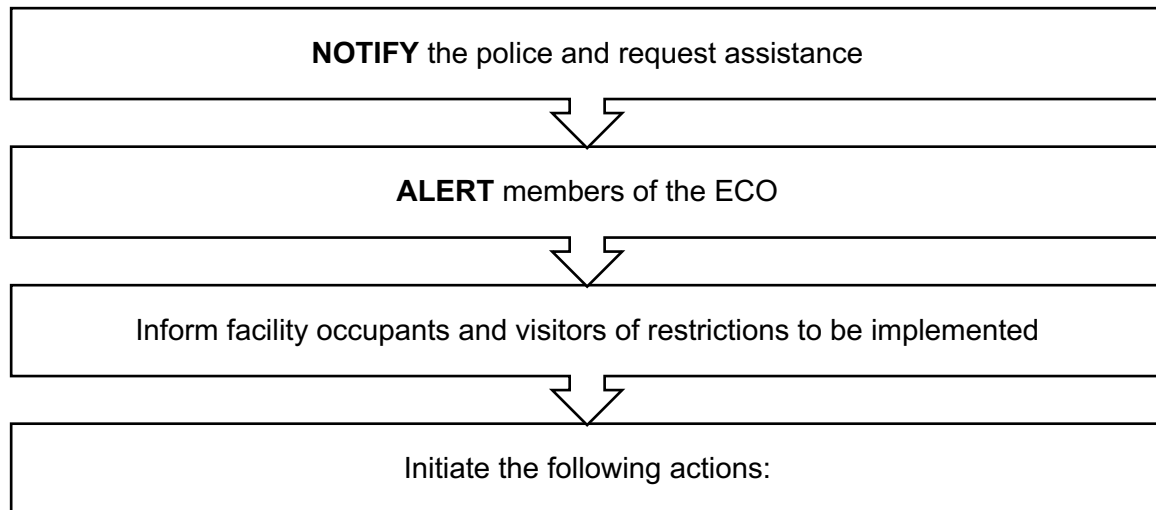 NOTIFY the police and request assistance
ALERT members of the ECO
Inform facility occupants and visitors of restrictions to be implemented
Initiate the following actions: